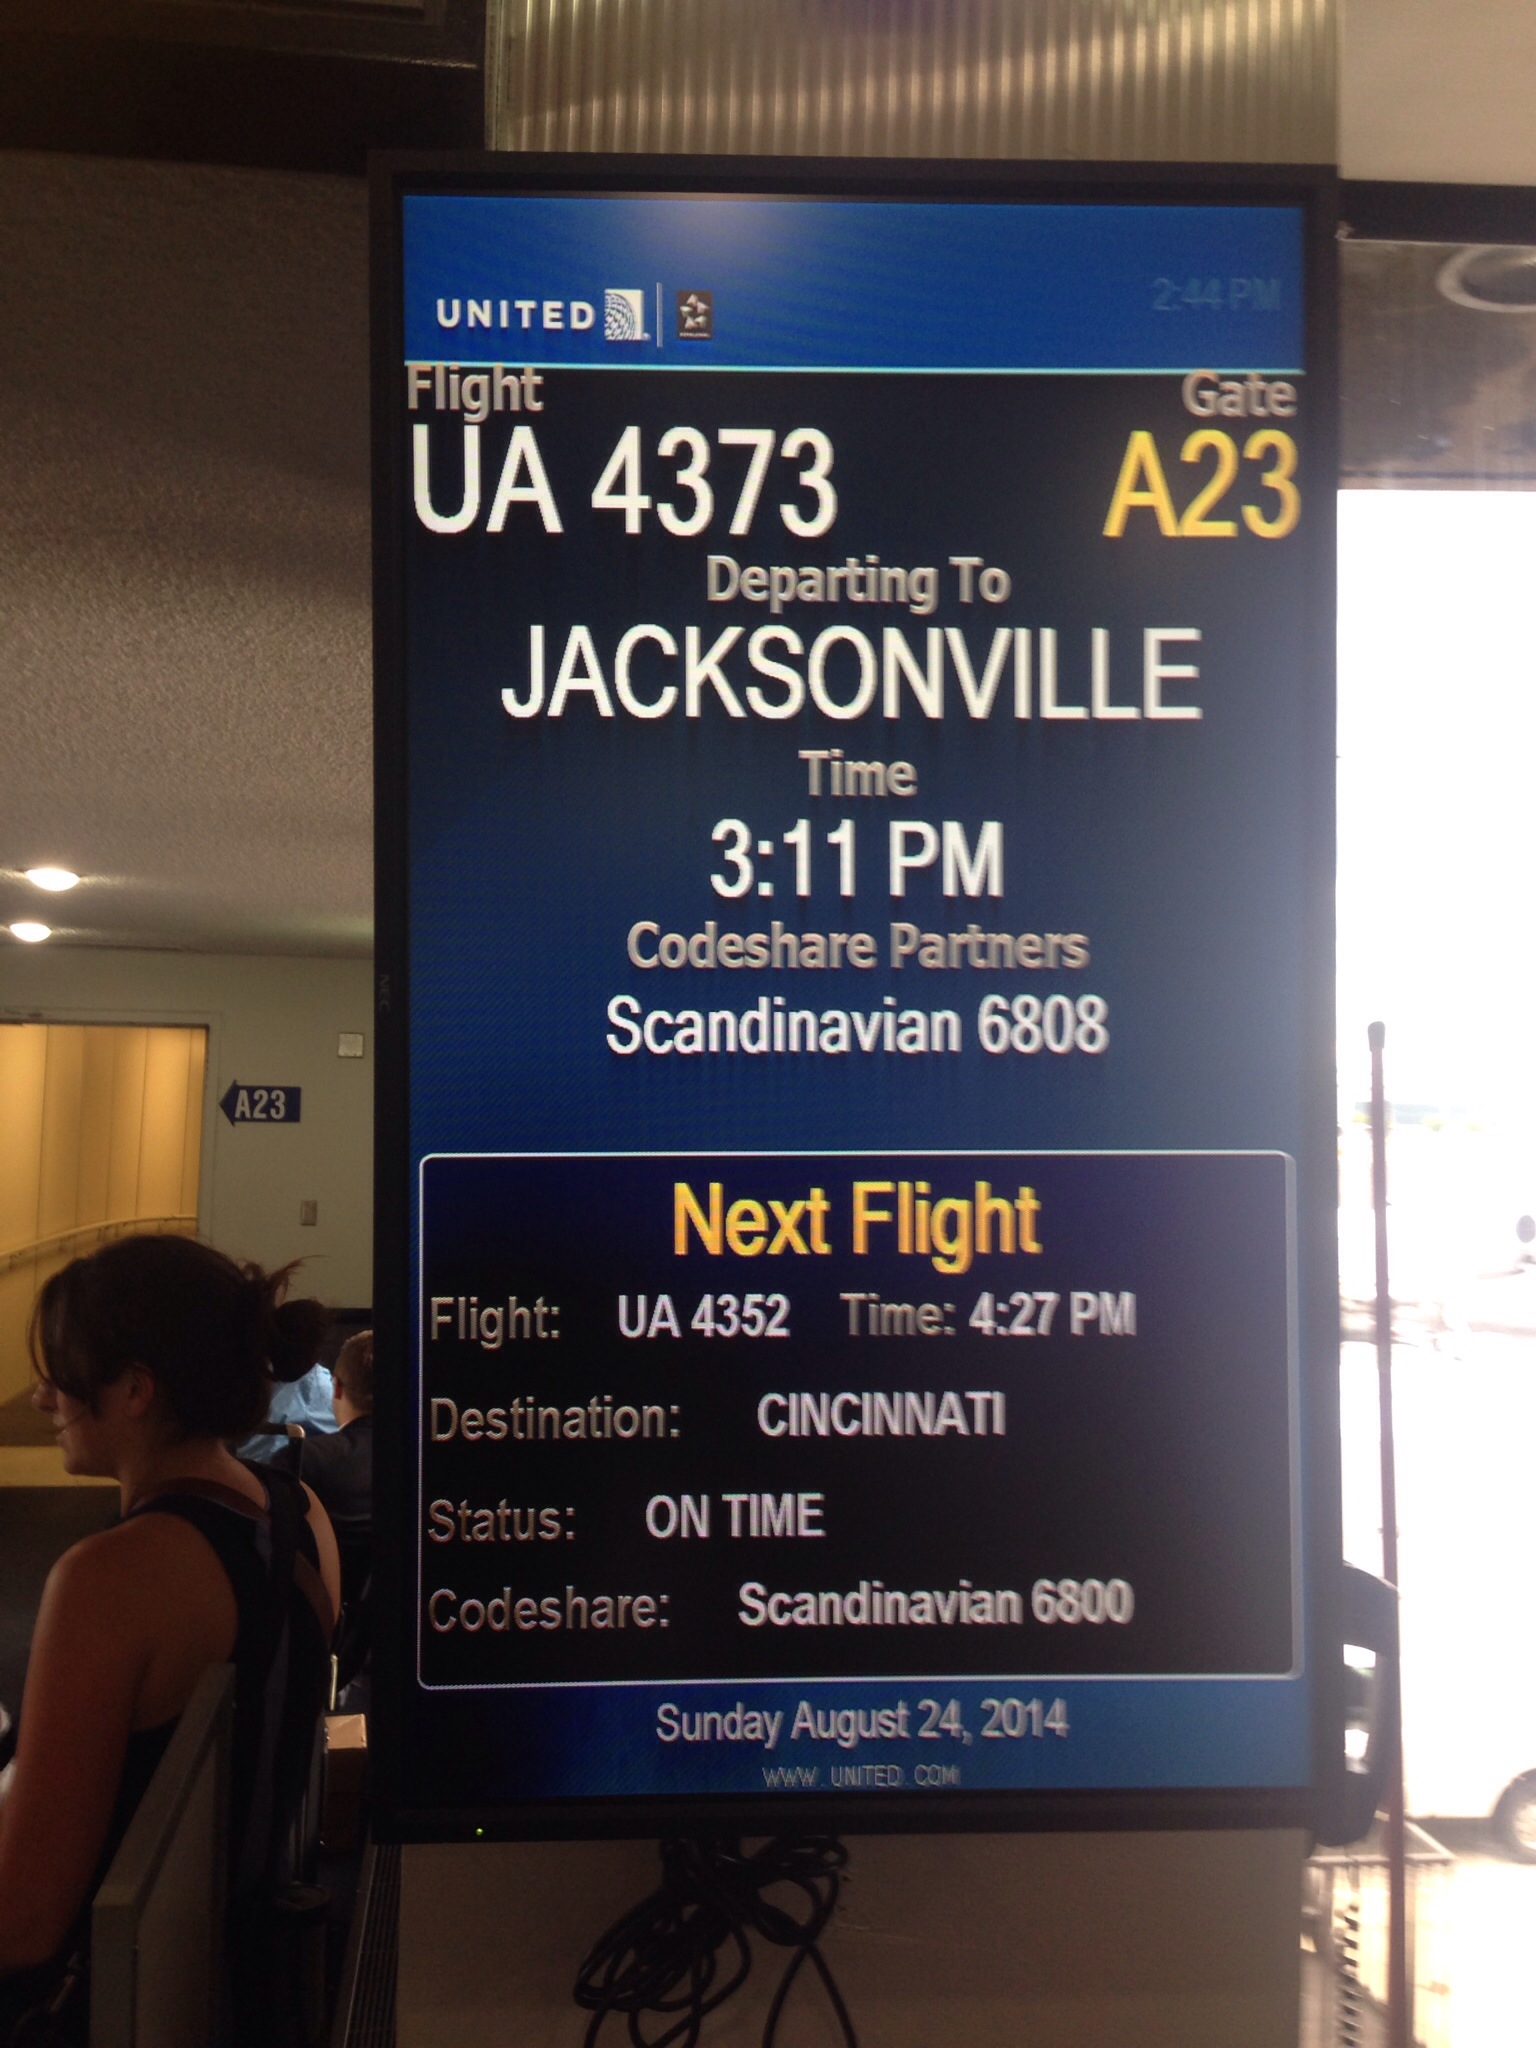 UNITED
2:44 PM
Flight Gate
UA 4373 A23
Departing To
JACKSONVILLE
Time
3:11 PM
Codeshare Partners
Scandinavian 6808
NEC
A23
Next Flight
Flight: UA 4352 Time: 4:27 PM
Destination: CINCINNATI
Status: ON TIME
Codeshare: Scandinavian 6800
Sunday August 24, 2014
WWW.UNITED.COM